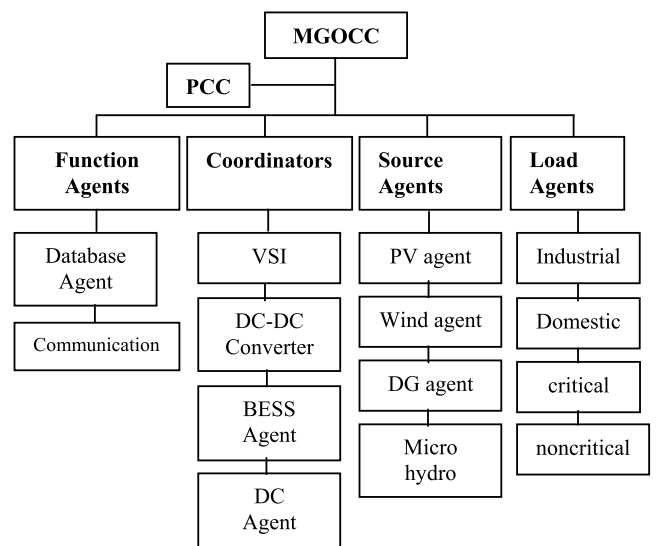 MGOCC
PCC
Function
Agents
Coordinators
Source
Agents
Load
Agents
Database
Agent
Communication
VSI
DC-DC
Converter
BESS
Agent
DC
Agent
PV agent
Wind agent
DG agent
Micro
hydro
Industrial
Domestic
critical
noncritical